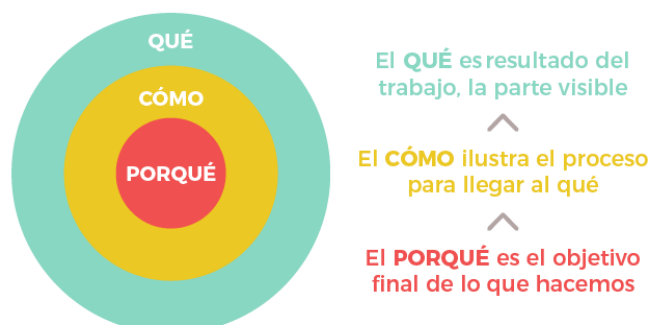 QUÉ
CÓMO
PORQUÉ
El QUÉ es resultado del
trabajo, la parte visible
El CÓMO ilustra el proceso
para llegar al qué
El PORQUÉ es el objetivo
final de lo que hacemos